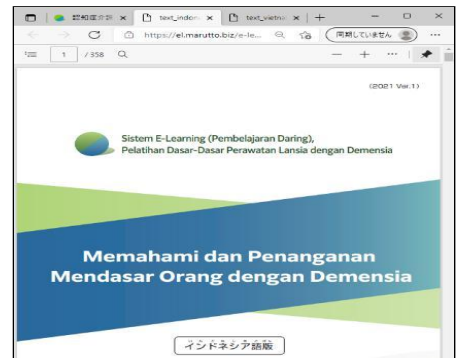 認知症介護
text_indon
text_vietna
https://el.marutto.biz/e-le...
同期していません
1 / 358
(2021 Ver.1)
Sistem E-Learning (Pembelajaran Daring),
Pelatihan Dasar-Dasar Perawatan Lansia dengan Demensia
Memahami dan Penanganan
Mendasar Orang dengan Demensia
インドネシア語版